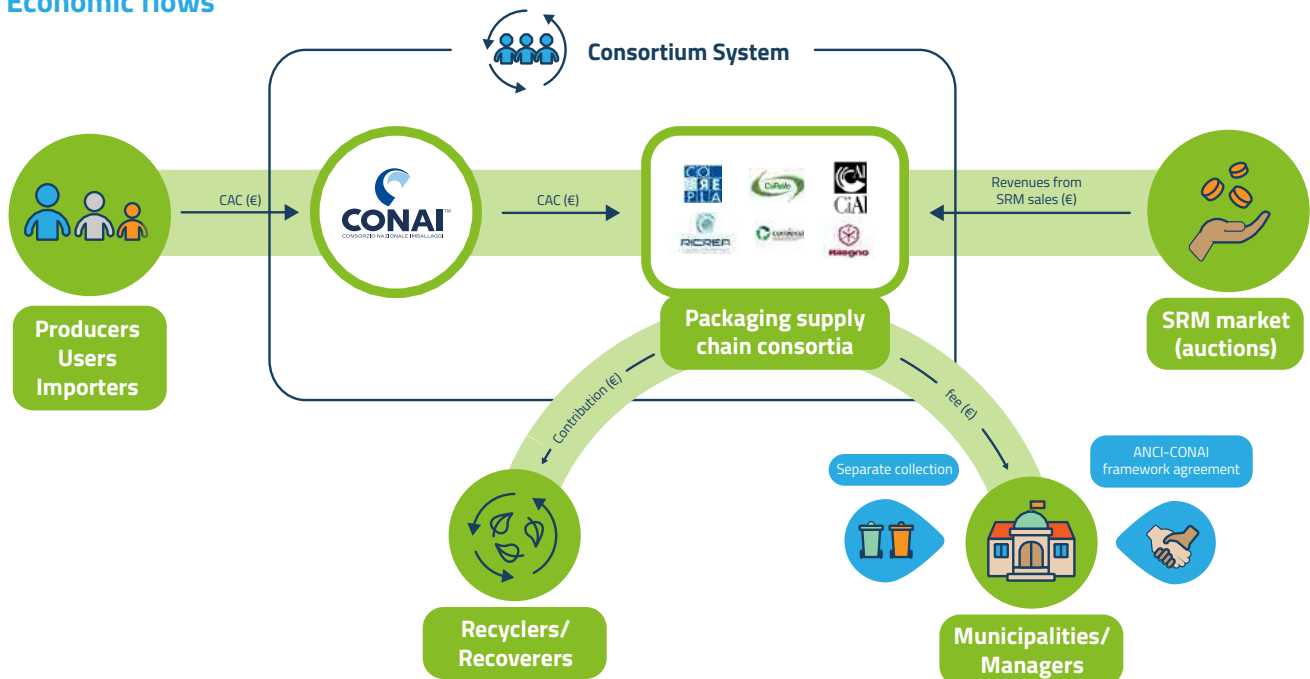 Economic flows
Consortium System
CAC (€)
CONAI
CONSORZIO NAZIONALE IMBALLAGGI
CAC (€)
CO
RE
PLA
CoReVe
CiAl
RICREA
comieco
rilegno
Revenues from
SRM sales (€)
Producers
Users
Importers
Packaging supply
chain consortia
SRM market
(auctions)
Contribution (€)
fee (€)
Separate collection
ANCI-CONAI
framework agreement
Recyclers/
Recoverers
Municipalities/
Managers